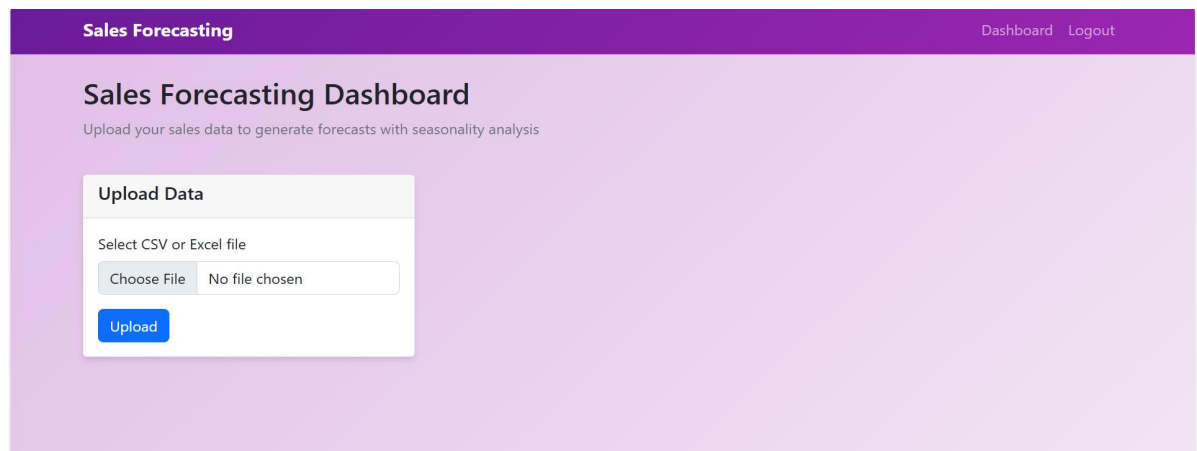 Sales Forecasting
Dashboard Logout
Sales Forecasting Dashboard
Upload your sales data to generate forecasts with seasonality analysis
Upload Data
Select CSV or Excel file
Choose File No file chosen
Upload